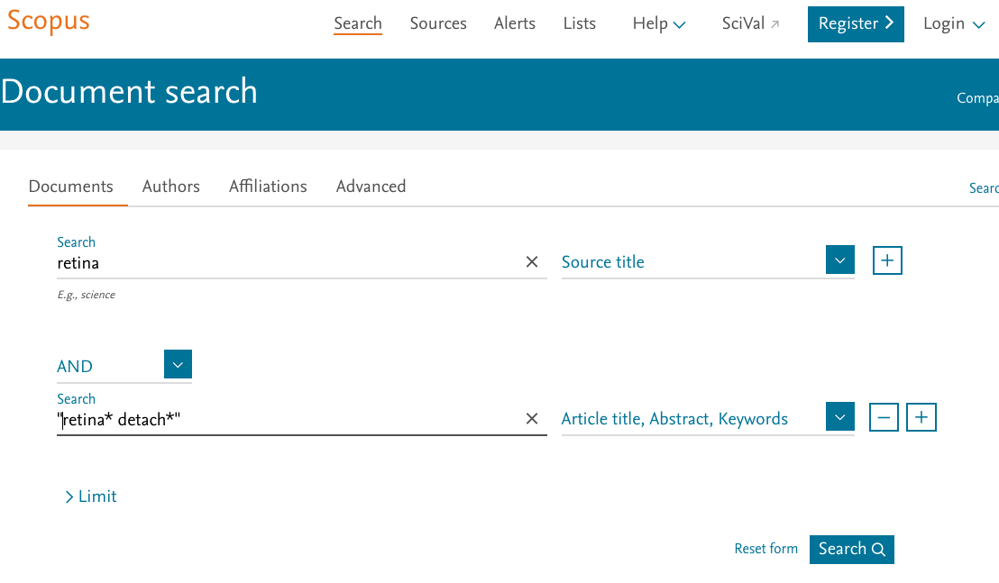 Scopus
Search Sources Alerts Lists Help SciVal Register Login
Document search
Compa
Documents Authors Affiliations Advanced
Searc
Search
retina
Source title
E.g., science
AND
Search
"retina* detach*"
Article title, Abstract, Keywords
Limit
Reset form Search